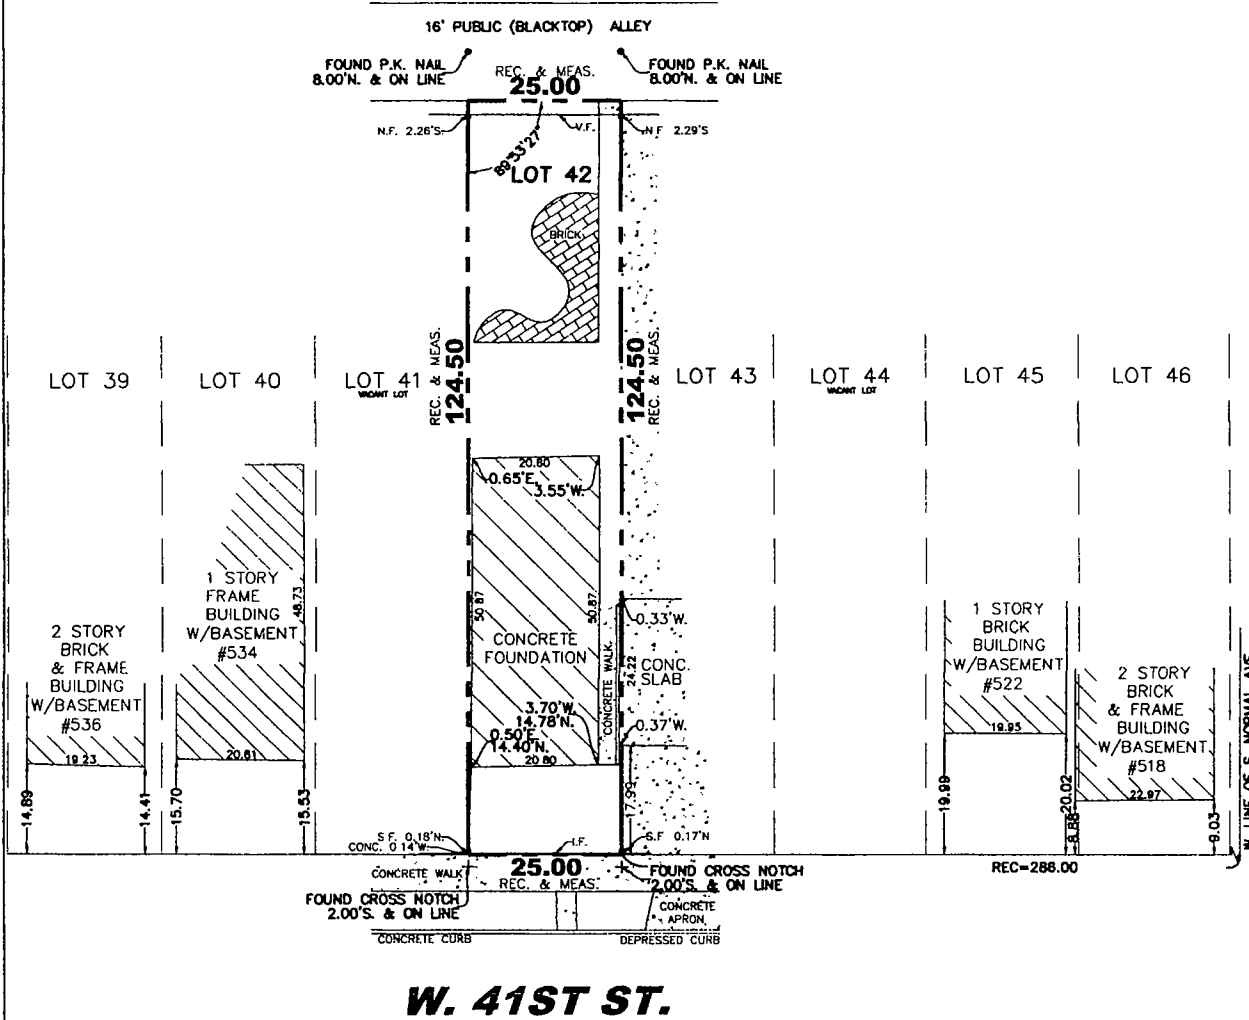 16' PUBLIC (BLACKTOP) ALLEY
FOUND P.K. NAIL
8.00'N. & ON LINE
REC. & MEAS.
25.00
FOUND P.K. NAIL
8.00'N. & ON LINE
N.F. 2.26'S.
V.F.
N.F. 2.29'S
89°53'27"
LOT 42
BRICK
REC. & MEAS.
124.50
124.50
REC. & MEAS.
LOT 39
LOT 40
LOT 41
VACANT LOT
LOT 43
LOT 44
VACANT LOT
LOT 45
LOT 46
20.80
0.65'E.
3.55'W.
1 STORY
FRAME
BUILDING
W/BASEMENT
#534
48.73
2 STORY
BRICK
& FRAME
BUILDING
W/BASEMENT
#536
50.87
50.87
CONCRETE
FOUNDATION
CONCRETE WALK
0.33'W.
24.22
CONC.
SLAB
0.37'W.
3.70'W.
14.78'N.
0.50'E.
14.40'N.
20.80
1 STORY
BRICK
BUILDING
W/BASEMENT
#522
19.95
2 STORY
BRICK
& FRAME
BUILDING
W/BASEMENT
#518
22.97
19.23
20.61
14.89
14.41
15.70
15.53
17.99
19.99
20.02
8.88
9.03
W. LINE OF S. NORMAL AVE.
S.F. 0.18'N.
CONC. 0.14'W.
I.F.
S.F. 0.17'N
CONCRETE WALK
25.00
REC. & MEAS.
FOUND CROSS NOTCH
2.00'S. & ON LINE
REC=288.00
FOUND CROSS NOTCH
2.00'S. & ON LINE
CONCRETE
APRON
CONCRETE CURB
DEPRESSED CURB
W. 41ST ST.